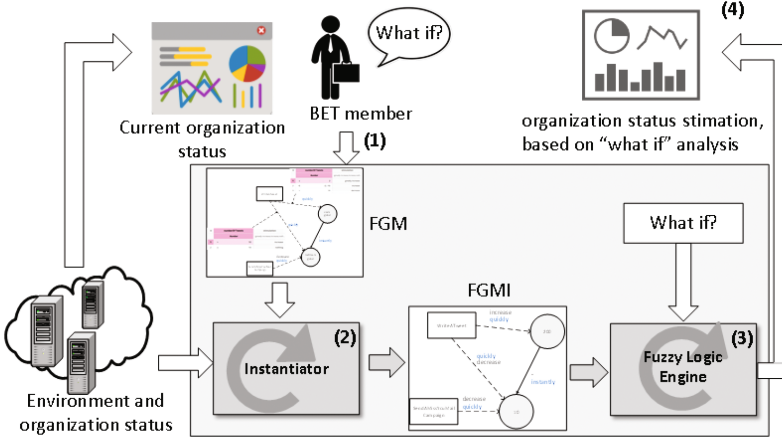 (4)
What if?
Current organization
status
BET member
organization status stimation,
based on “what if” analysis
(1)
FGM
What if?
FGMI
increase
quickly
quickly
decrease
instantly
decrease
quickly
(2)
Instantiator
(3)
Fuzzy Logic
Engine
Environment and
organization status